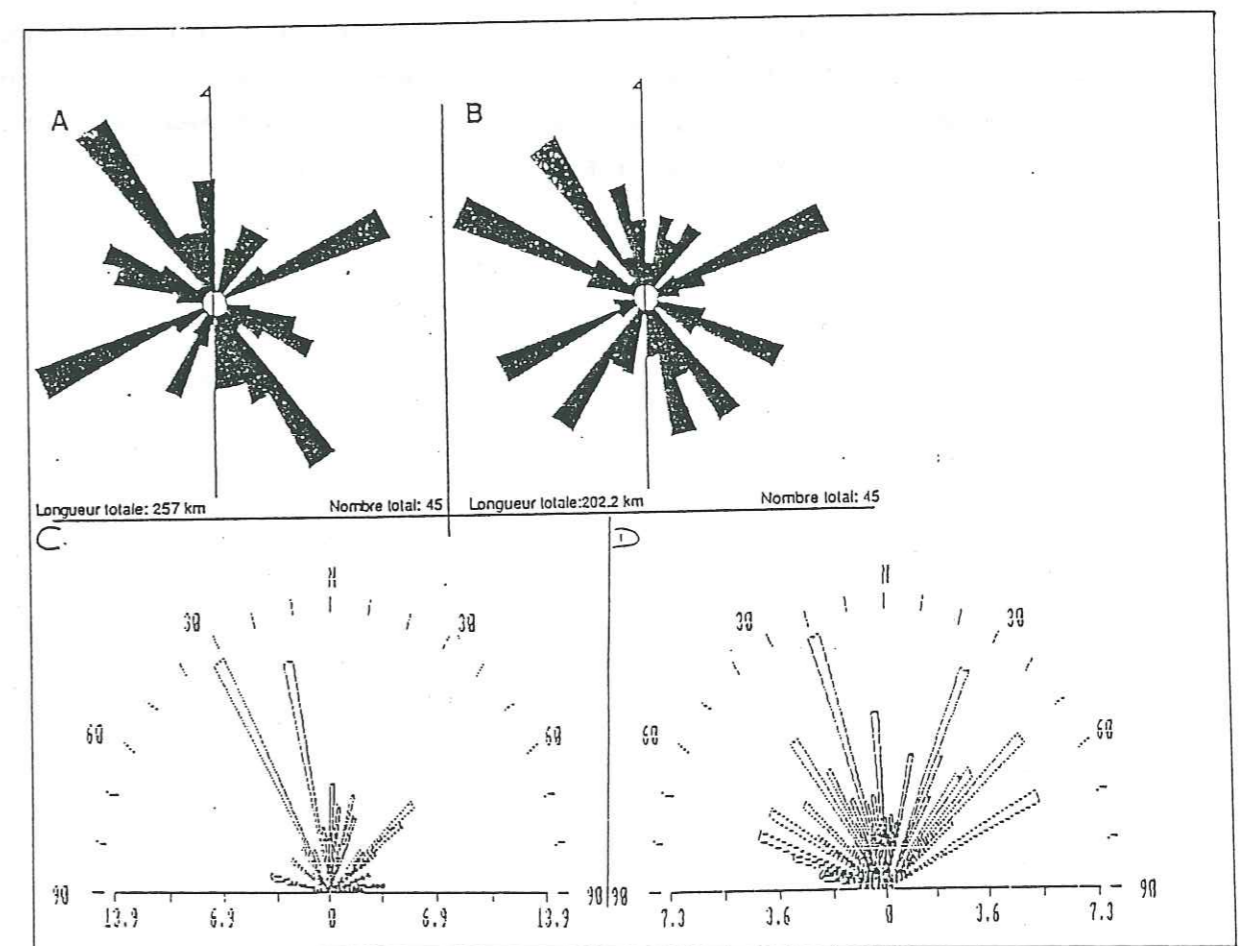 A
B
Longueur totale: 257 km Nombre total: 45
Longueur totale:202.2 km Nombre total: 45
C.
D
N
30 30
60 60
90 90
13.9 6.9 0 6.9 13.9
N
30 30
60 60
90 90
7.3 3.6 0 3.6 7.3